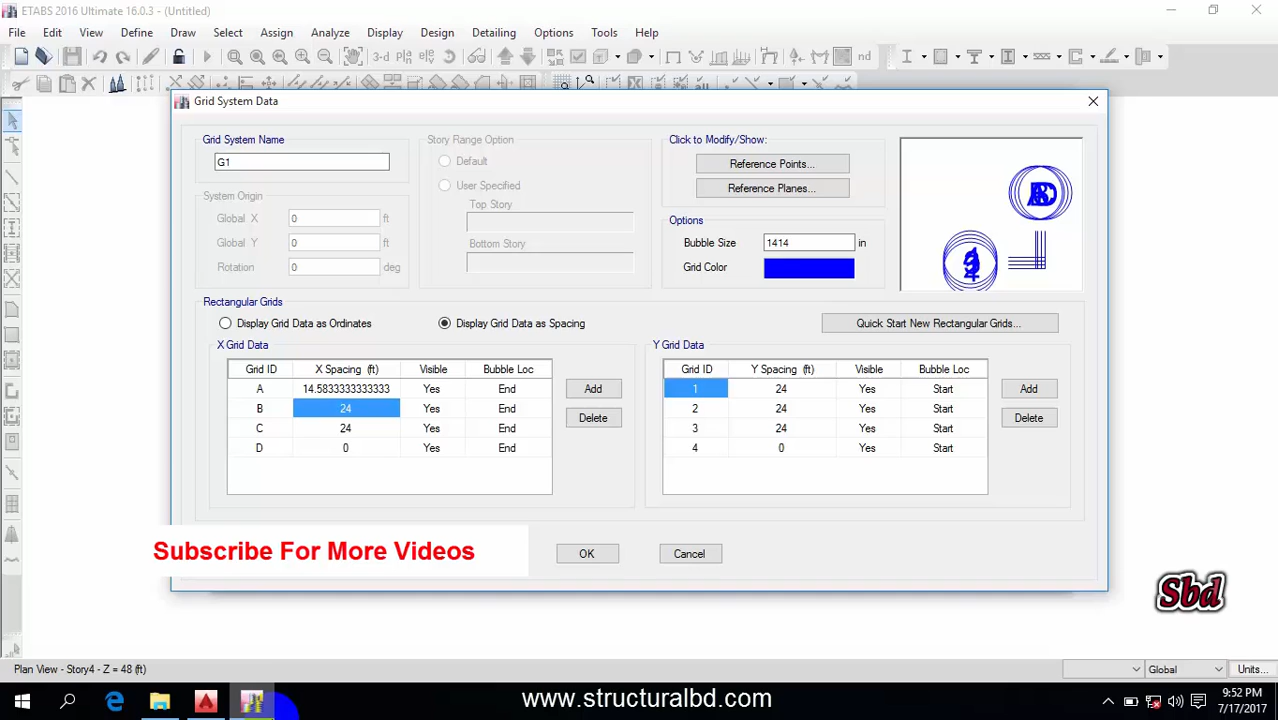 ETABS 2016 Ultimate 16.0.3 - (Untitled)
File Edit View Define Draw Select Assign Analyze Display Design Detailing Options Tools Help
3-d nd
all
Grid System Data
Grid System Name
G1
System Origin
Global X 0 ft
Global Y 0 ft
Rotation 0 deg
Story Range Option
Default
User Specified
Top Story
Bottom Story
Click to Modify/Show:
Reference Points...
Reference Planes...
Options
Bubble Size 1414 in
Grid Color
Rectangular Grids
Display Grid Data as Ordinates Display Grid Data as Spacing Quick Start New Rectangular Grids...
X Grid Data
Grid ID X Spacing (ft) Visible Bubble Loc
A 14.5833333333333 Yes End
B 24 Yes End
C 24 Yes End
D 0 Yes End
Add
Delete
Y Grid Data
Grid ID Y Spacing (ft) Visible Bubble Loc
1 24 Yes Start
2 24 Yes Start
3 24 Yes Start
4 0 Yes Start
Add
Delete
Subscribe For More Videos
OK Cancel
Sbd
Plan View - Story4 - Z = 48 (ft) Global Units...
www.structuralbd.com
9:52 PM
7/17/2017